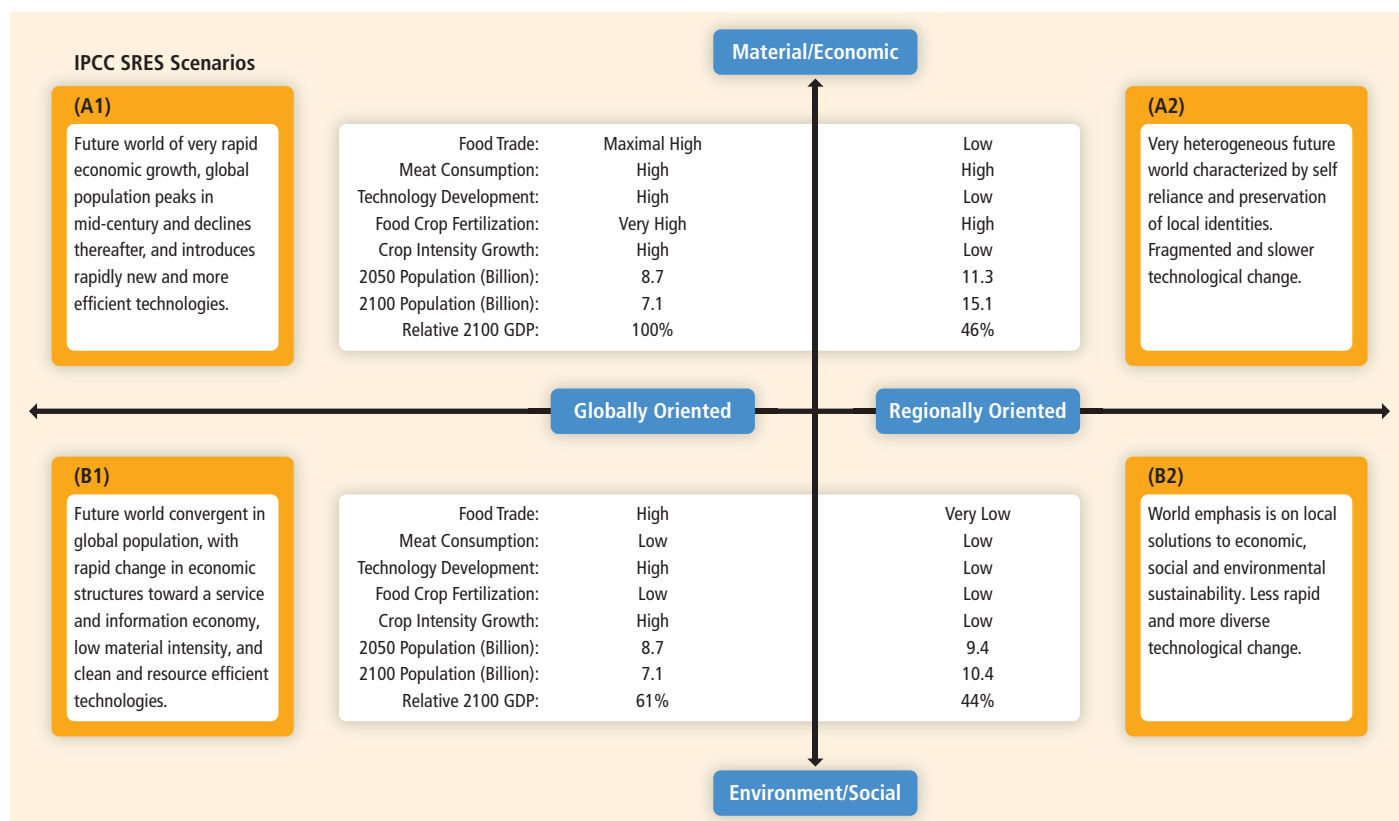 Material/Economic
IPCC SRES Scenarios
(A1)
Future world of very rapid
economic growth, global
population peaks in
mid-century and declines
thereafter, and introduces
rapidly new and more
efficient technologies.
Food Trade: Maximal High Low
Meat Consumption: High High
Technology Development: High Low
Food Crop Fertilization: Very High High
Crop Intensity Growth: High Low
2050 Population (Billion): 8.7 11.3
2100 Population (Billion): 7.1 15.1
Relative 2100 GDP: 100% 46%
(A2)
Very heterogeneous future
world characterized by self
reliance and preservation
of local identities.
Fragmented and slower
technological change.
Globally Oriented
Regionally Oriented
(B1)
Future world convergent in
global population, with
rapid change in economic
structures toward a service
and information economy,
low material intensity, and
clean and resource efficient
technologies.
Food Trade: High Very Low
Meat Consumption: Low Low
Technology Development: High Low
Food Crop Fertilization: Low Low
Crop Intensity Growth: High Low
2050 Population (Billion): 8.7 9.4
2100 Population (Billion): 7.1 10.4
Relative 2100 GDP: 61% 44%
(B2)
World emphasis is on local
solutions to economic,
social and environmental
sustainability. Less rapid
and more diverse
technological change.
Environment/Social